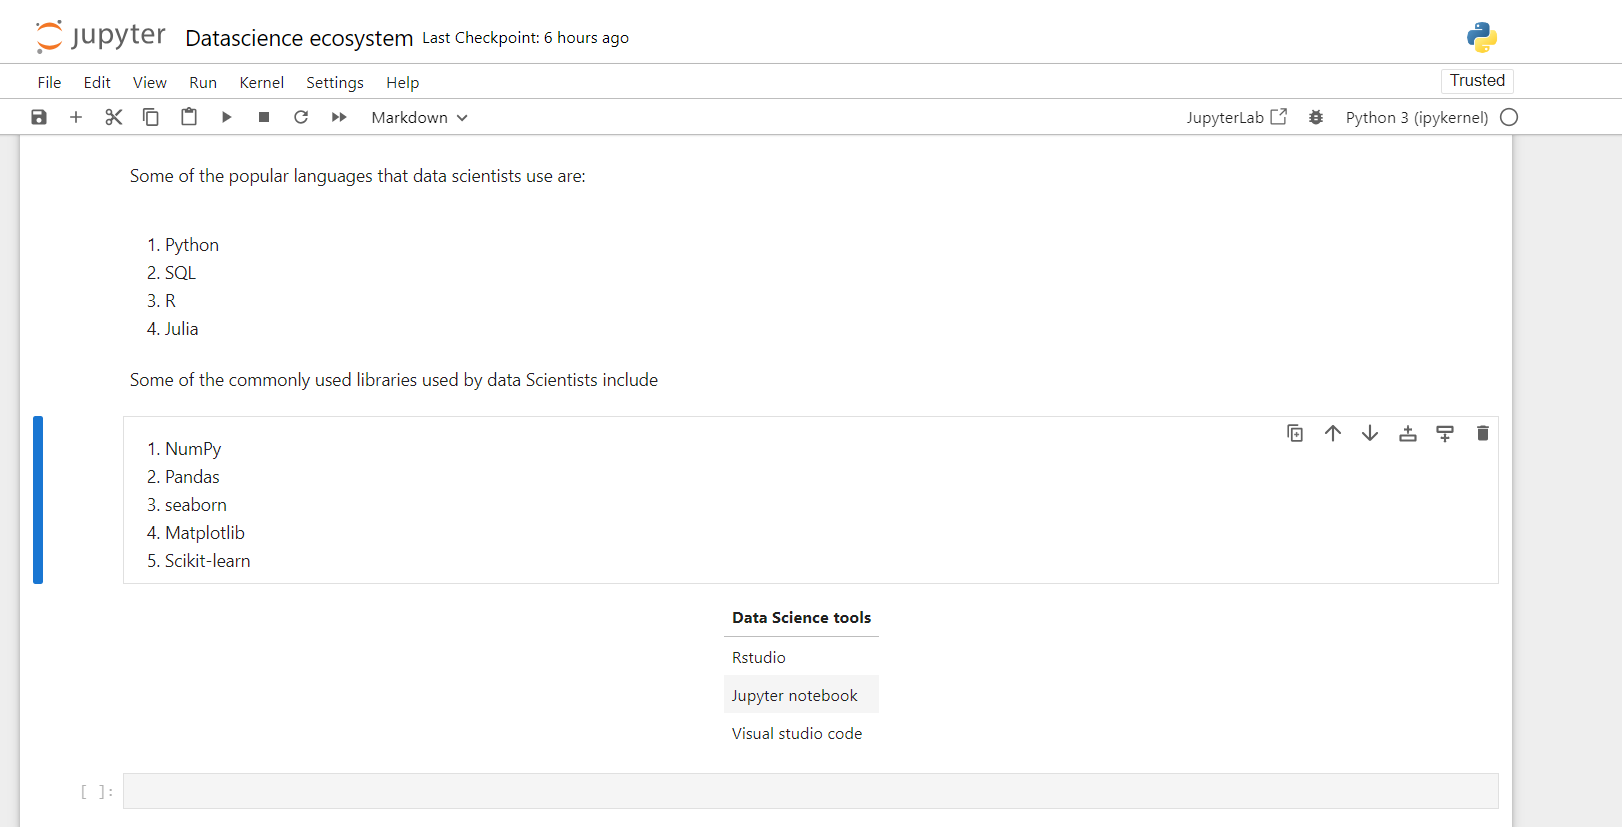 jupyter Datascience ecosystem Last Checkpoint: 6 hours ago
File Edit View Run Kernel Settings Help Trusted
Markdown JupyterLab Python 3 (ipykernel)
Some of the popular languages that data scientists use are:
1. Python
2. SQL
3. R
4. Julia
Some of the commonly used libraries used by data Scientists include
1. NumPy
2. Pandas
3. seaborn
4. Matplotlib
5. Scikit-learn
Data Science tools
Rstudio
Jupyter notebook
Visual studio code
[ ]: